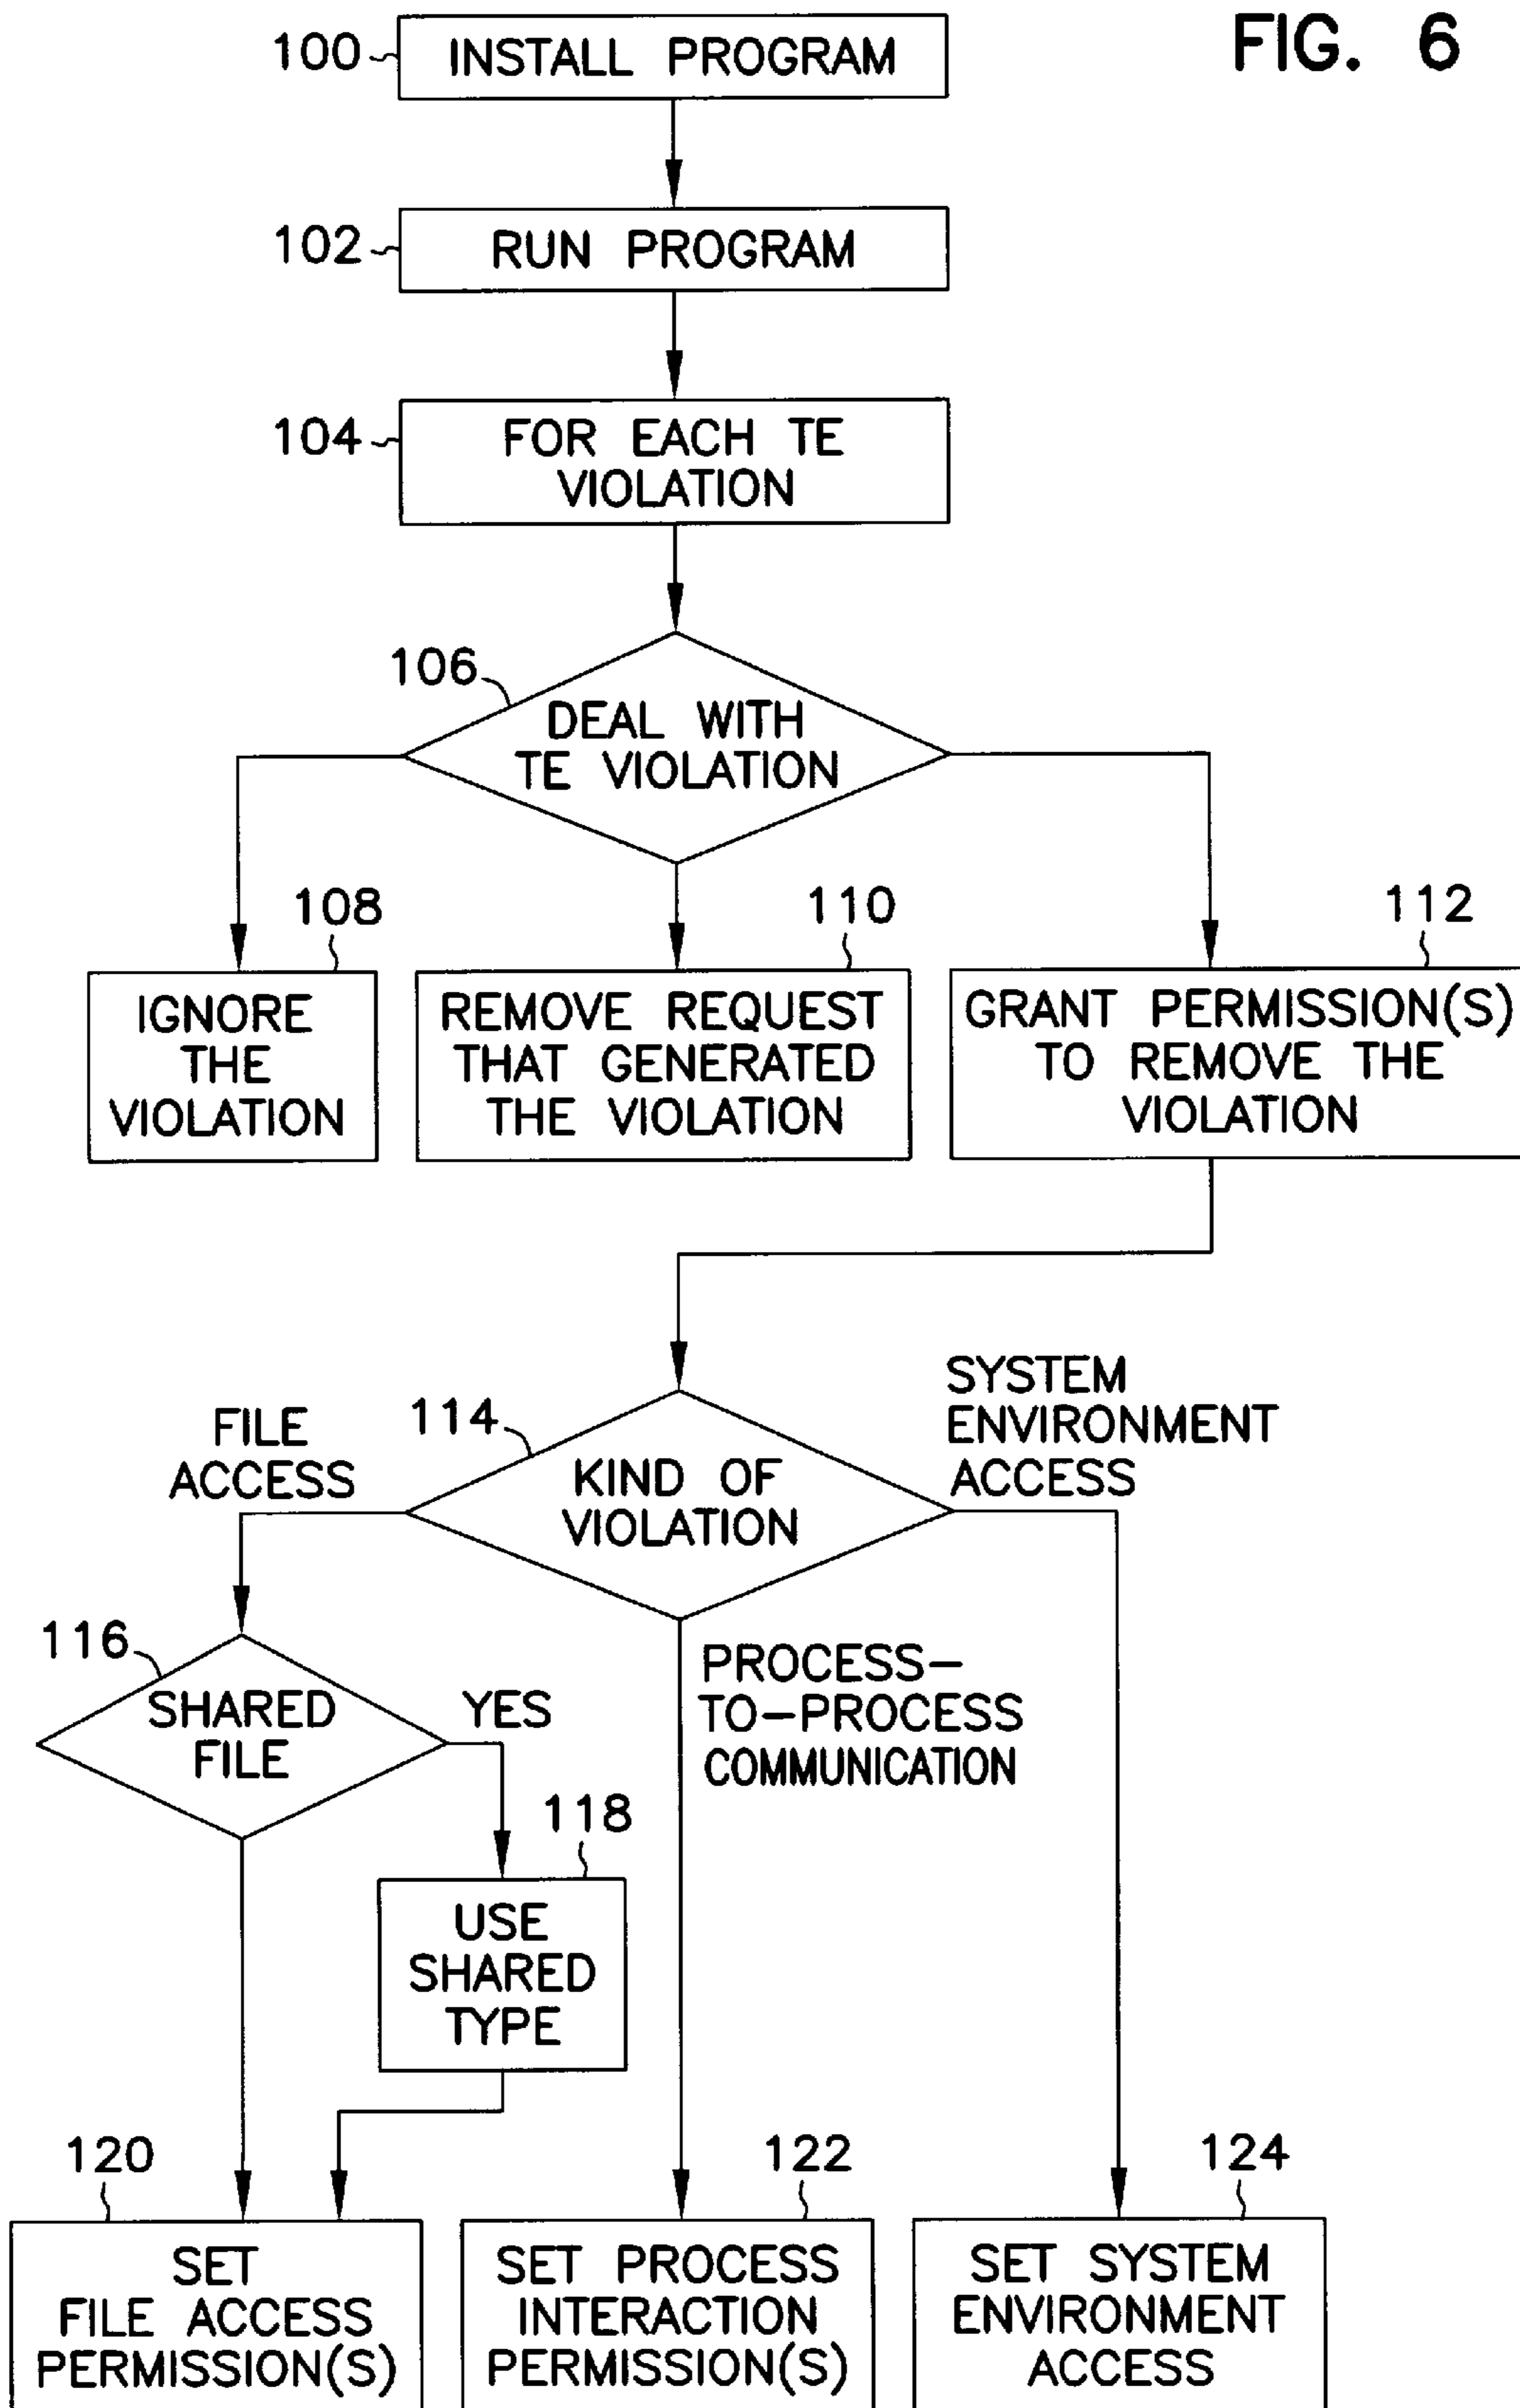 FIG. 6
100
INSTALL PROGRAM
102
RUN PROGRAM
104
FOR EACH TE
VIOLATION
106
DEAL WITH
TE VIOLATION
108
IGNORE
THE
VIOLATION
110
REMOVE REQUEST
THAT GENERATED
THE VIOLATION
112
GRANT PERMISSION(S)
TO REMOVE THE
VIOLATION
114
KIND OF
VIOLATION
FILE
ACCESS
SYSTEM
ENVIRONMENT
ACCESS
PROCESS-
TO-PROCESS
COMMUNICATION
116
SHARED
FILE
YES
118
USE
SHARED
TYPE
120
SET
FILE ACCESS
PERMISSION(S)
122
SET PROCESS
INTERACTION
PERMISSION(S)
124
SET SYSTEM
ENVIRONMENT
ACCESS